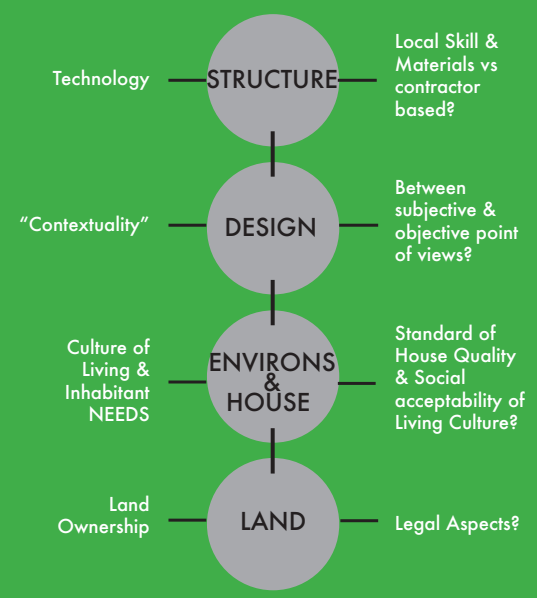 Technology
STRUCTURE
Local Skill &
Materials vs
contractor
based?
“Contextuality”
DESIGN
Between
subjective &
objective point
of views?
Culture of
Living &
Inhabitant
NEEDS
ENVIRONS
&
HOUSE
Standard of
House Quality
& Social
acceptability of
Living Culture?
Land
Ownership
LAND
Legal Aspects?